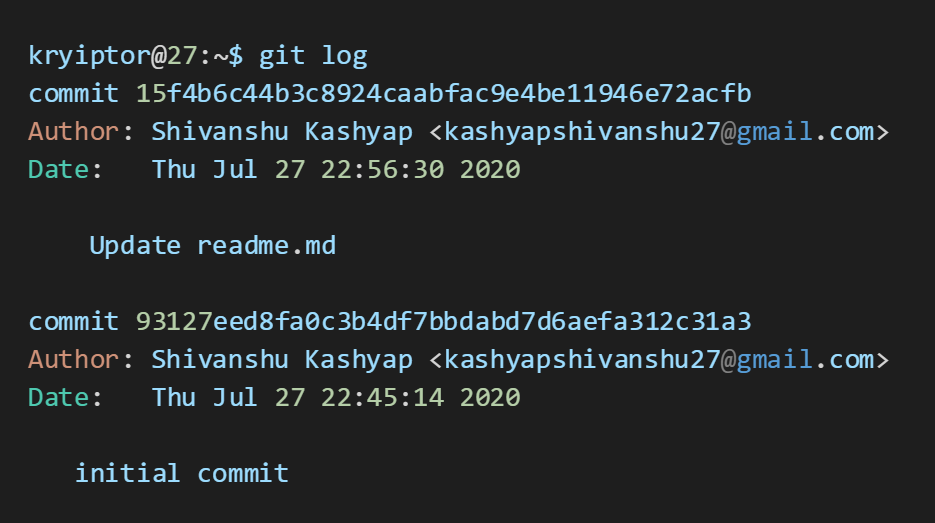 kryiptor@27:~$ git log
commit 15f4b6c44b3c8924caabfac9e4be11946e72acfb
Author: Shivanshu Kashyap <kashyapshivanshu27@gmail.com>
Date:   Thu Jul 27 22:56:30 2020
Update readme.md
commit 93127eed8fa0c3b4df7bbdabd7d6aefa312c31a3
Author: Shivanshu Kashyap <kashyapshivanshu27@gmail.com>
Date:   Thu Jul 27 22:45:14 2020
initial commit